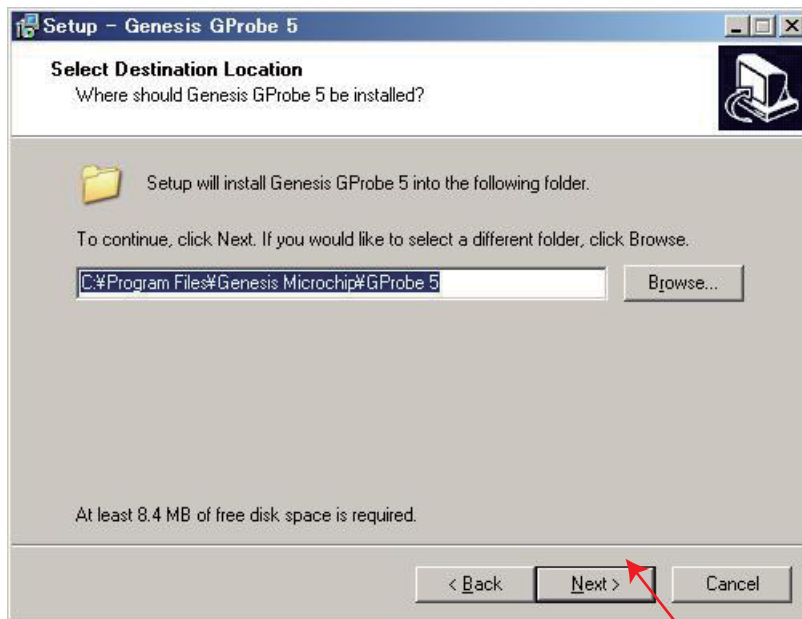 Setup - Genesis GProbe 5
Select Destination Location
Where should Genesis GProbe 5 be installed?
Setup will install Genesis GProbe 5 into the following folder.
To continue, click Next. If you would like to select a different folder, click Browse.
C:¥Program Files¥Genesis Microchip¥GProbe 5
Browse...
At least 8.4 MB of free disk space is required.
< Back Next > Cancel